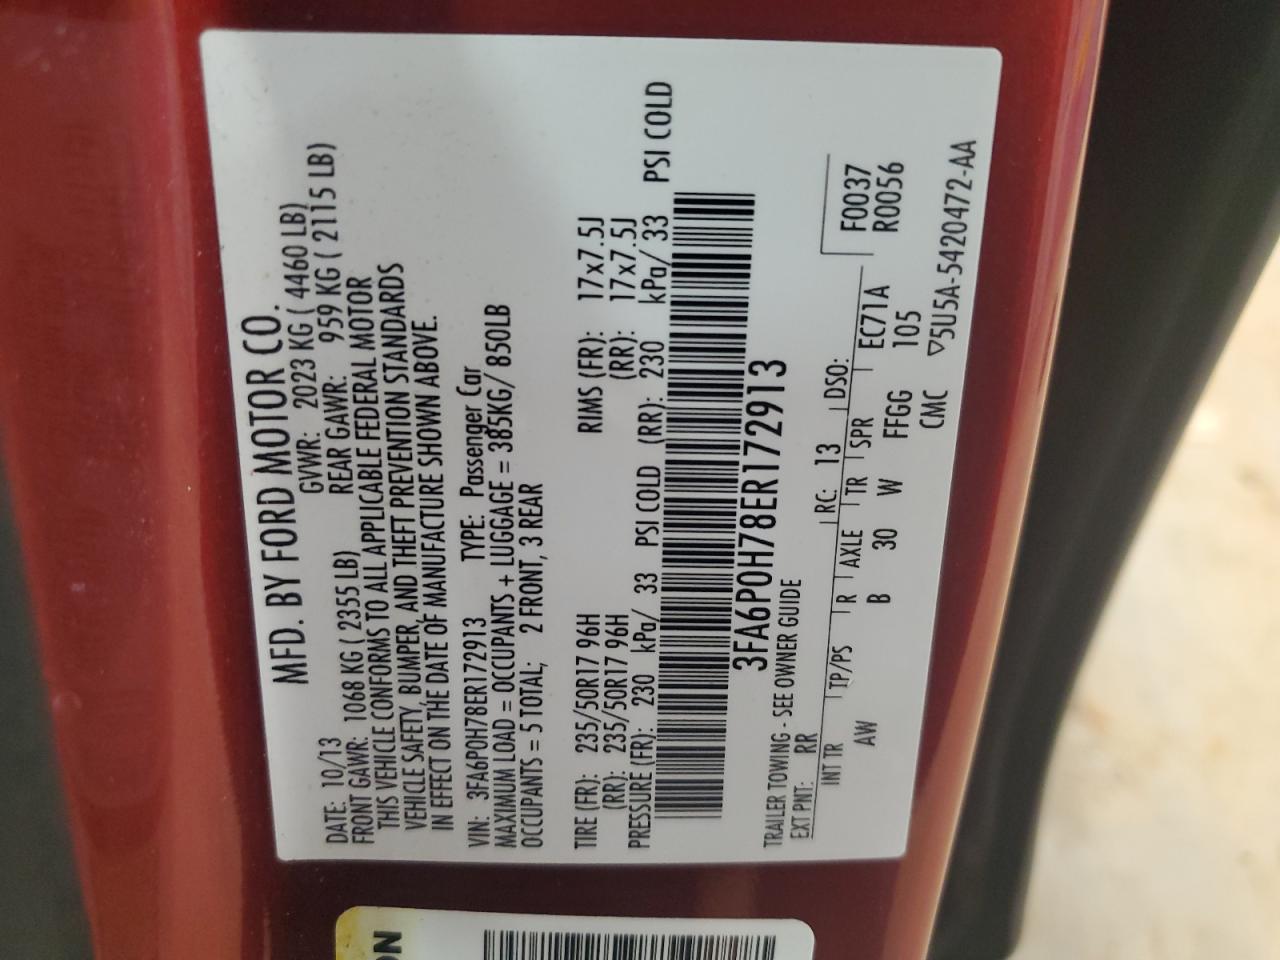 MFD. BY FORD MOTOR CO.
DATE: 10/13 GVWR: 2023 KG ( 4460 LB)
FRONT GAWR: 1068 KG ( 2355 LB) REAR GAWR: 959 KG ( 2115 LB)
THIS VEHICLE CONFORMS TO ALL APPLICABLE FEDERAL MOTOR
VEHICLE SAFETY, BUMPER, AND THEFT PREVENTION STANDARDS
IN EFFECT ON THE DATE OF MANUFACTURE SHOWN ABOVE.
VIN: 3FA6P0H78ER172913 TYPE: Passenger Car
MAXIMUM LOAD = OCCUPANTS + LUGGAGE = 385KG/ 850LB
OCCUPANTS = 5 TOTAL; 2 FRONT, 3 REAR
TIRE (FR): 235/50R17 96H RIMS (FR): 17x7.5J
(RR): 235/50R17 96H (RR): 17x7.5J
PRESSURE (FR): 230 kPa/ 33 PSI COLD (RR): 230 kPa/ 33 PSI COLD
3FA6P0H78ER172913
TRAILER TOWING - SEE OWNER GUIDE
EXT PNT: RR RC: 13 DSO: F0037
R0056
INT TR TP/PS R AXLE TR SPR EC71A
AW B 30 W FFGG 105
CMC ▽5U5A-5420472-AA
ON